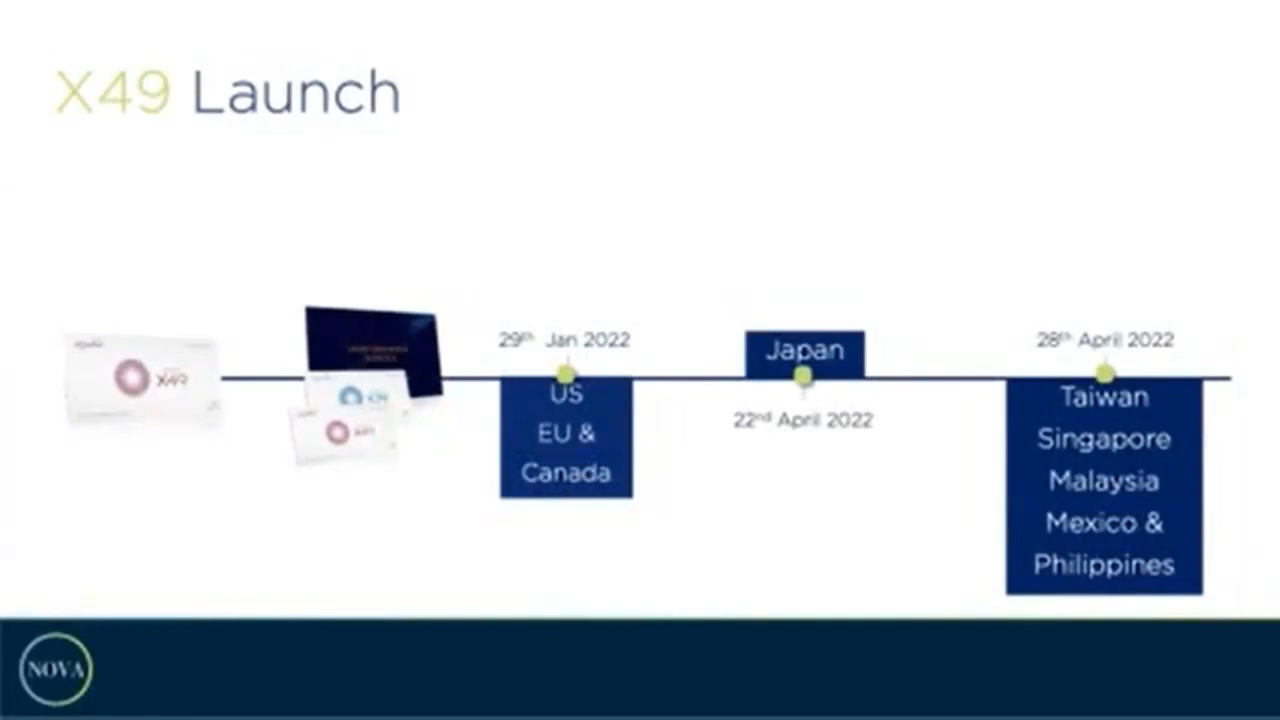 X49 Launch
X49
29th Jan 2022
US
EU &
Canada
Japan
22nd April 2022
28th April 2022
Taiwan
Singapore
Malaysia
Mexico &
Philippines
NOVA